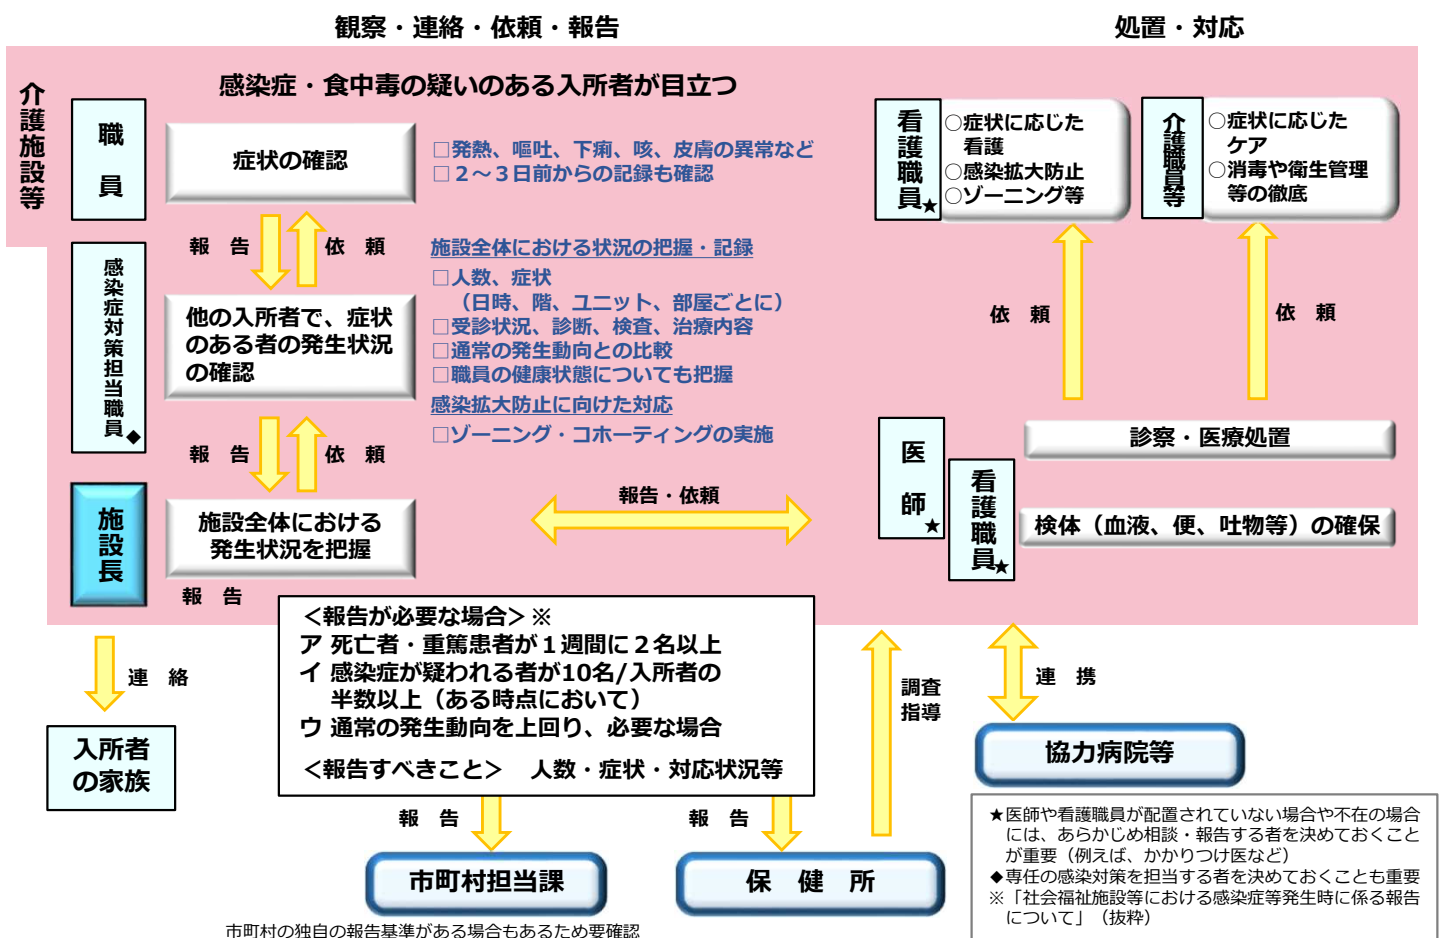 観察・連絡・依頼・報告
処置・対応
介護施設等
感染症・食中毒の疑いのある入所者が目立つ
職員
症状の確認
□発熱、嘔吐、下痢、咳、皮膚の異常など
□２～３日前からの記録も確認
報　告
依　頼
感染症対策担当職員◆
他の入所者で、症状
のある者の発生状況
の確認
施設全体における状況の把握・記録
□人数、症状
（日時、階、ユニット、部屋ごとに）
□受診状況、診断、検査、治療内容
□通常の発生動向との比較
□職員の健康状態についても把握
感染拡大防止に向けた対応
□ゾーニング・コホーティングの実施
報　告
依　頼
施設長
施設全体における
発生状況を把握
報　告
報告・依頼
看護職員★
○症状に応じた
看護
○感染拡大防止
○ゾーニング等
介護職員等
○症状に応じた
ケア
○消毒や衛生管理
等の徹底
依　頼
依　頼
医師★
看護職員★
診察・医療処置
検体（血液、便、吐物等）の確保
連　絡
入所者
の家族
＜報告が必要な場合＞※
ア 死亡者・重篤患者が１週間に２名以上
イ 感染症が疑われる者が10名/入所者の
半数以上（ある時点において）
ウ 通常の発生動向を上回り、必要な場合
＜報告すべきこと＞　人数・症状・対応状況等
報　告
報　告
市町村担当課
保　健　所
市町村の独自の報告基準がある場合もあるため要確認
調査
指導
連　携
協力病院等
★医師や看護職員が配置されていない場合や不在の場合
には、あらかじめ相談・報告する者を決めておくこと
が重要（例えば、かかりつけ医など）
◆専任の感染対策を担当する者を決めておくことも重要
※「社会福祉施設等における感染症等発生時に係る報告
について」（抜粋）